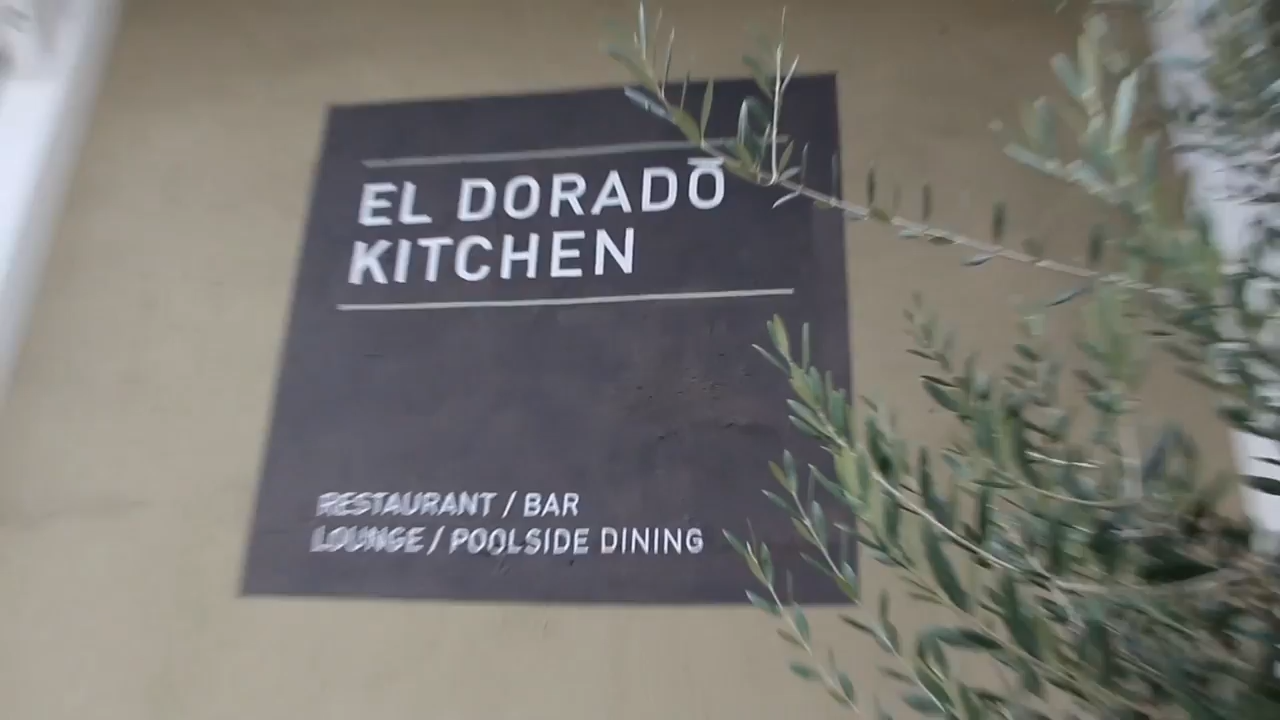 EL DORADŌ
KITCHEN
RESTAURANT / BAR
LOUNGE / POOLSIDE DINING